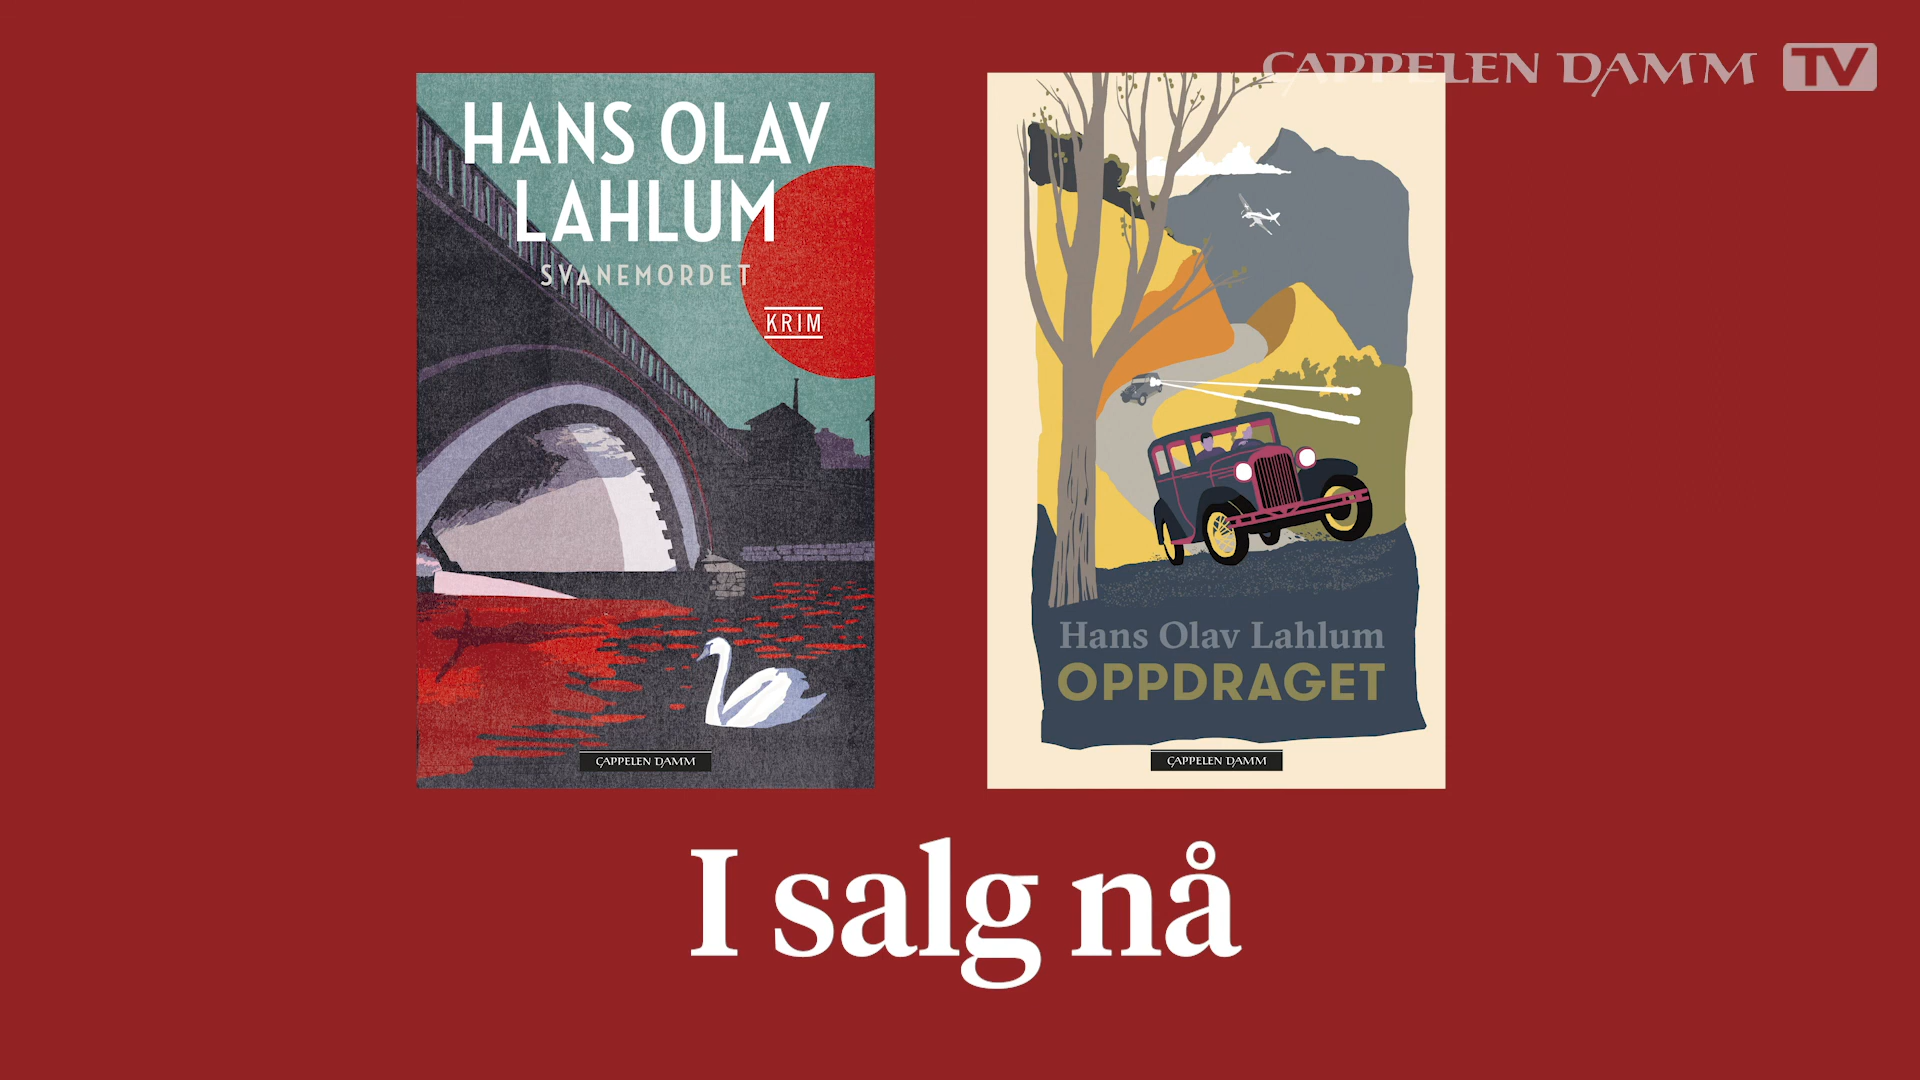 CAPPELEN DAMM TV
HANS OLAV
LAHLUM
SVANEMORDET
KRIM
CAPPELEN DAMM
Hans Olav Lahlum
OPPDRAGET
CAPPELEN DAMM
I salg nå